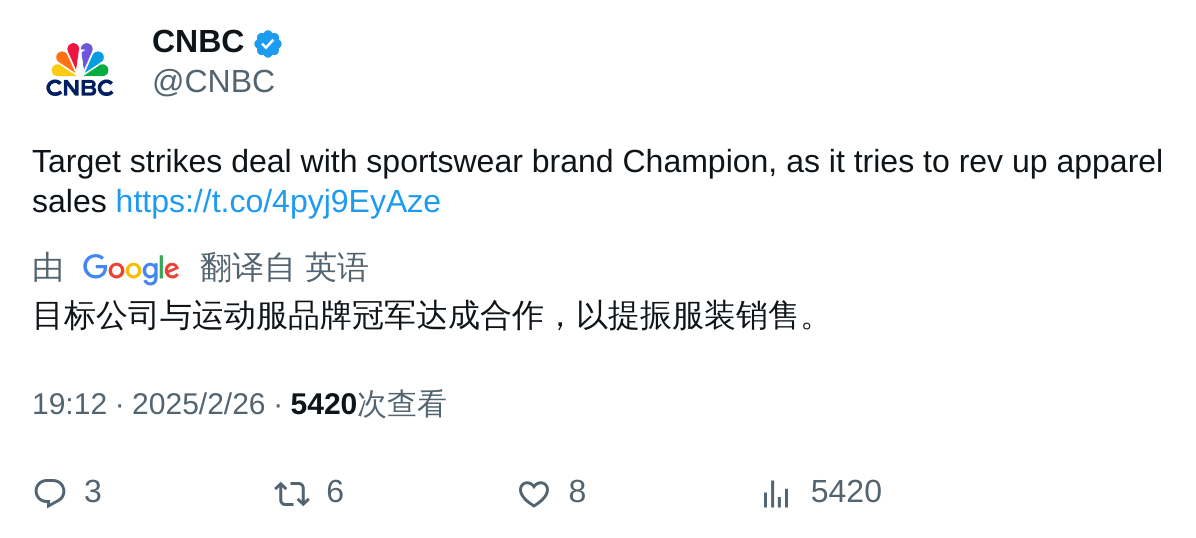 CNBC
CNBC
@CNBC
Target strikes deal with sportswear brand Champion, as it tries to rev up apparel
sales https://t.co/4pyj9EyAze
由 Google 翻译自 英语
目标公司与运动服品牌冠军达成合作，以提振服装销售。
19:12 · 2025/2/26 · 5420次查看
3 6 8 5420